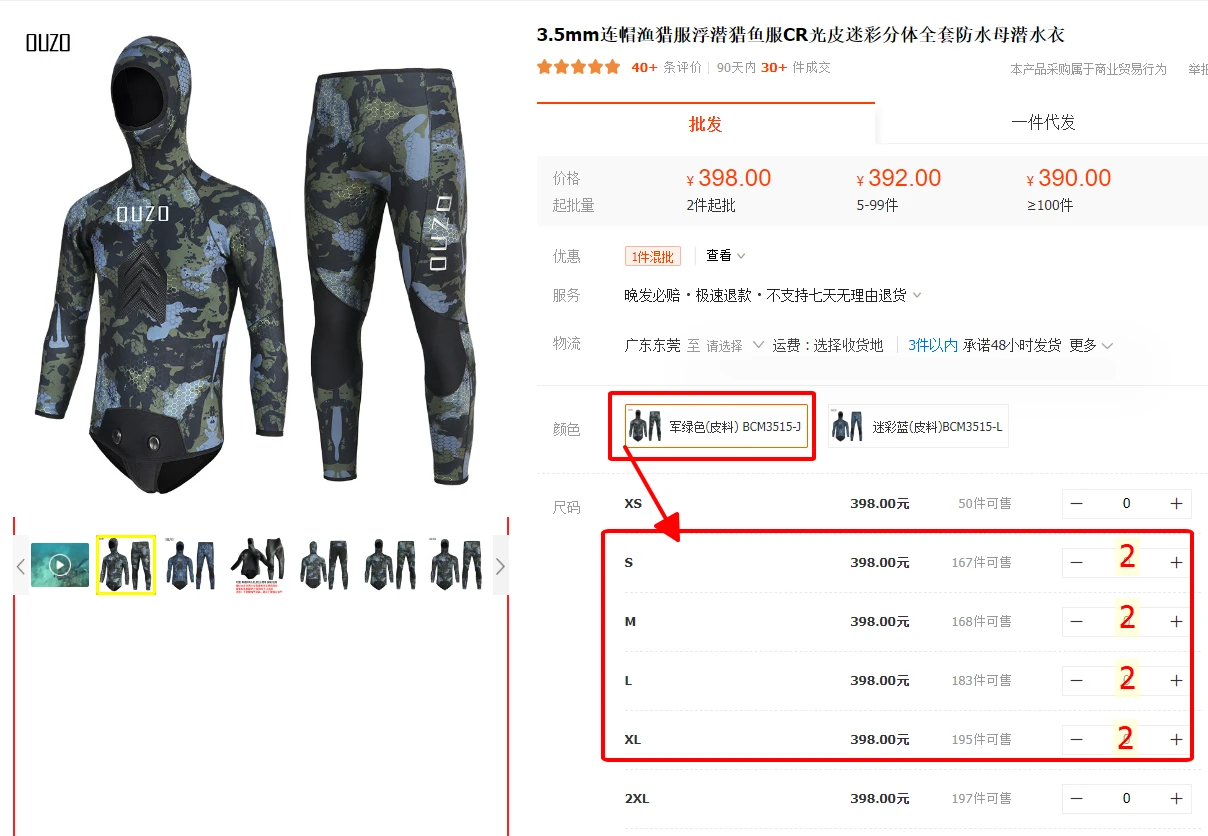 OUZO
OUZO
OUZO
3.5mm连帽渔猎服浮潜猎鱼服CR光皮迷彩分体全套防水母潜水衣
40+ 条评价 90天内 30+ 件成交
本产品采购属于商业贸易行为 举报
批发 一件代发
价格 ¥398.00 ¥392.00 ¥390.00
起批量 2件起批 5-99件 ≥100件
优惠 1件混批 查看
服务 晚发必赔・极速退款・不支持七天无理由退货
物流 广东东莞 至 请选择 运费：选择收货地 3件以内 承诺48小时发货 更多
颜色 军绿色(皮料) BCM3515-J 迷彩蓝(皮料)BCM3515-L
尺码 XS 398.00元 50件可售 0
S 398.00元 167件可售 2
M 398.00元 168件可售 2
L 398.00元 183件可售 2
XL 398.00元 195件可售 2
2XL 398.00元 197件可售 0